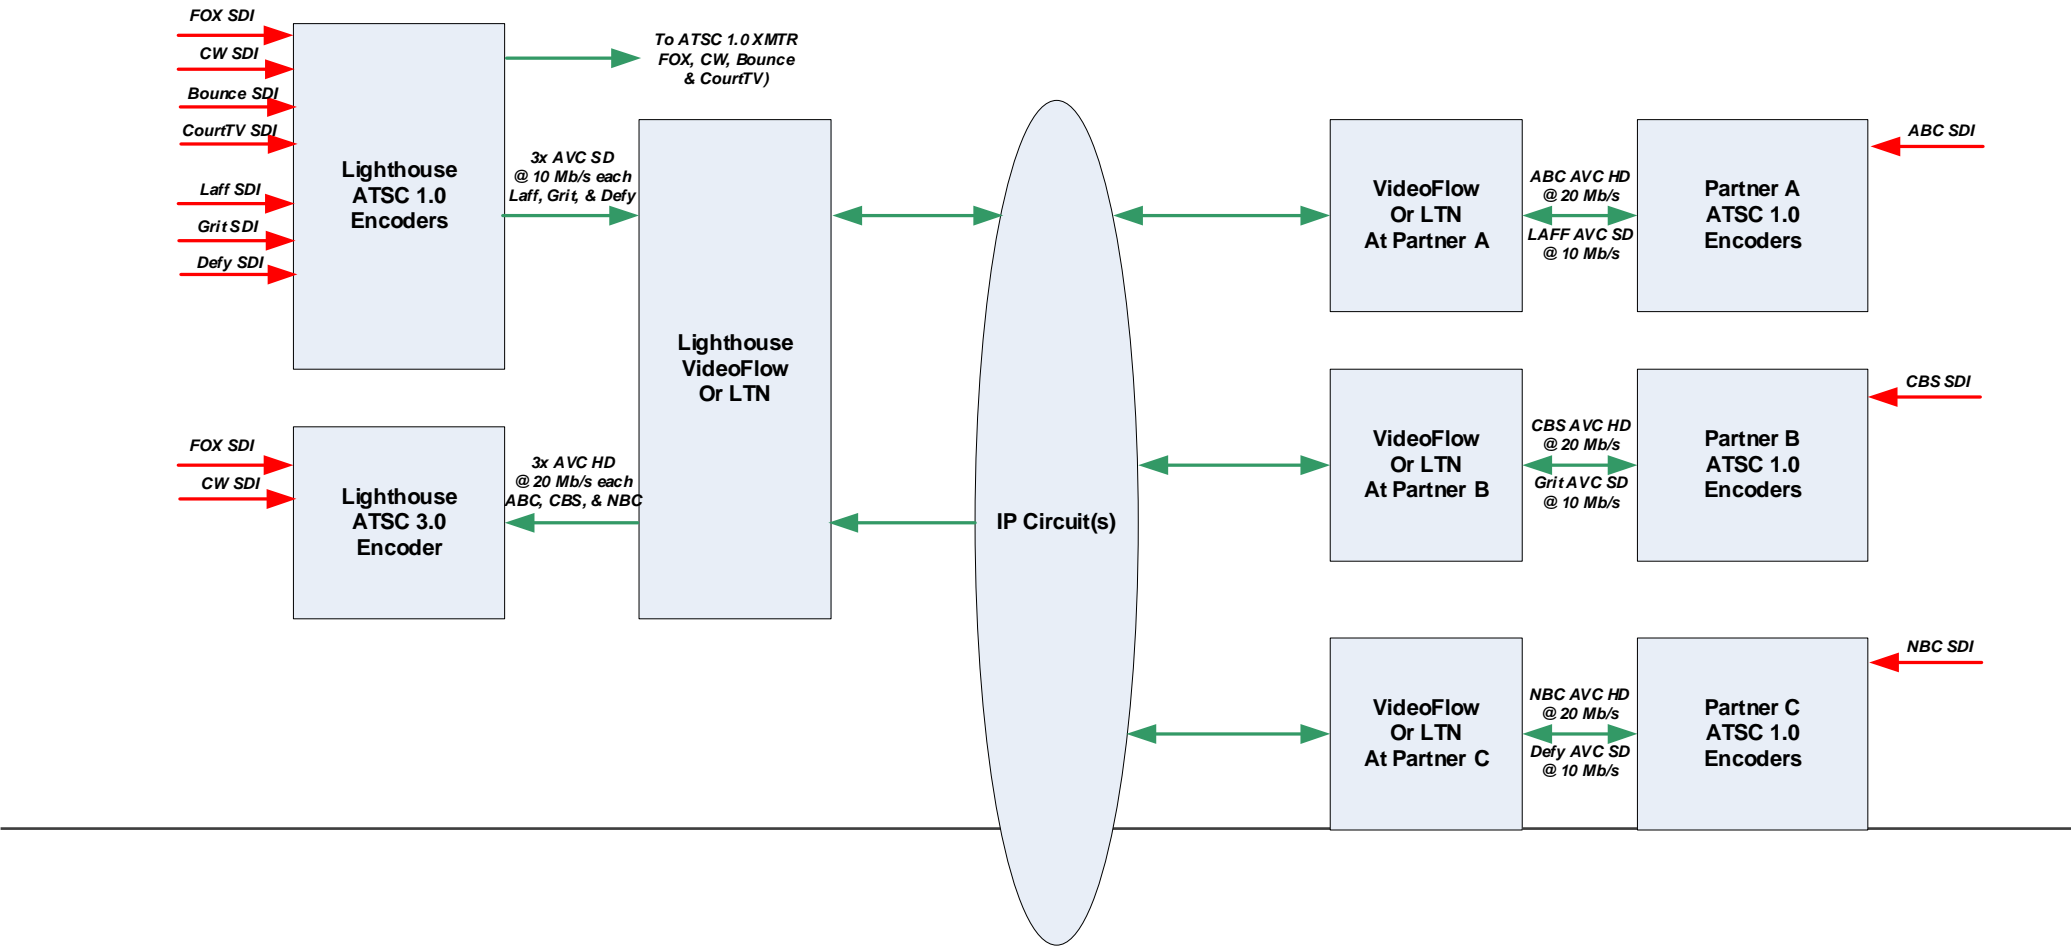 FOX SDI
CW SDI
Bounce SDI
CourtTV SDI
Laff SDI
Grit SDI
Defy SDI
Lighthouse
ATSC 1.0
Encoders
To ATSC 1.0 XMTR
FOX, CW, Bounce
& CourtTV)
3x AVC SD
@ 10 Mb/s each
Laff, Grit, & Defy
FOX SDI
CW SDI
Lighthouse
ATSC 3.0
Encoder
3x AVC HD
@ 20 Mb/s each
ABC, CBS, & NBC
Lighthouse
VideoFlow
Or LTN
IP Circuit(s)
VideoFlow
Or LTN
At Partner A
ABC AVC HD
@ 20 Mb/s
LAFF AVC SD
@ 10 Mb/s
Partner A
ATSC 1.0
Encoders
ABC SDI
VideoFlow
Or LTN
At Partner B
CBS AVC HD
@ 20 Mb/s
Grit AVC SD
@ 10 Mb/s
Partner B
ATSC 1.0
Encoders
CBS SDI
VideoFlow
Or LTN
At Partner C
NBC AVC HD
@ 20 Mb/s
Defy AVC SD
@ 10 Mb/s
Partner C
ATSC 1.0
Encoders
NBC SDI